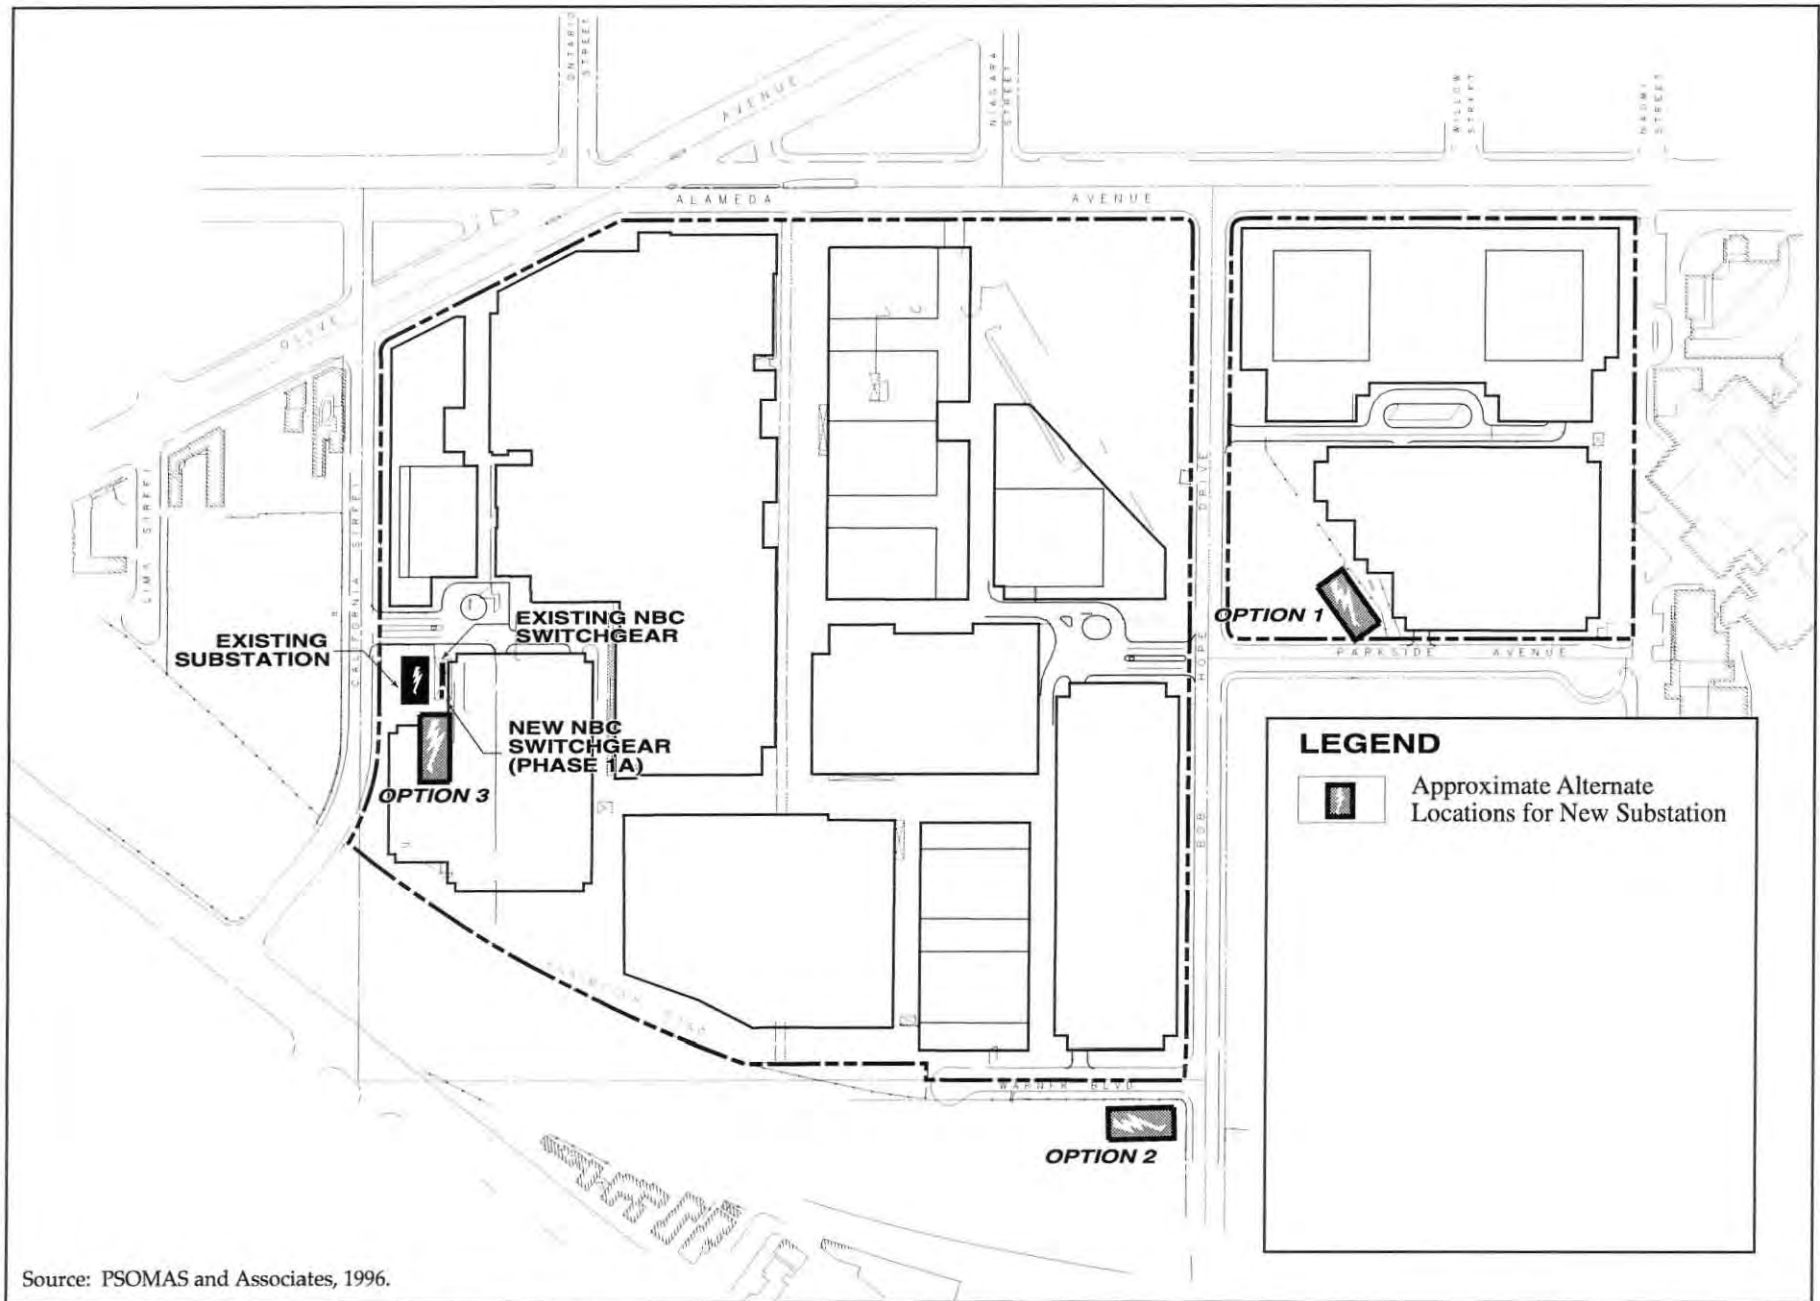 ONTARIO
STREET
AVENUE
NIAGARA
STREET
WILLOW
STREET
NAOMI
STREET
ALAMEDA
AVENUE
OLIVE
LIMA STREET
CALIFORNIA STREET
DRIVE
HOPE
BOB
EXISTING
SUBSTATION
EXISTING NBC
SWITCHGEAR
NEW NBC
SWITCHGEAR
(PHASE 1A)
OPTION 3
OPTION 1
PARKSIDE AVENUE
WARNER BLVD
OPTION 2
LEGEND
Approximate Alternate
Locations for New Substation
Source: PSOMAS and Associates, 1996.